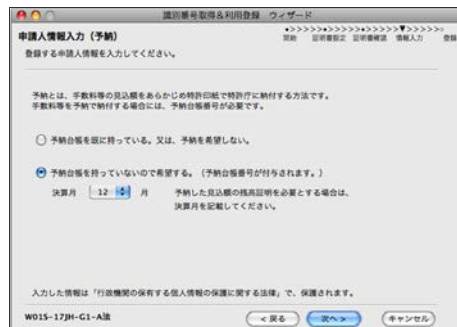 識別番号取得&利用登録 ウィザード
申請人情報入力（予納）
•>>>>>•>>>>>•>>>>>▼>>>>>
開始 証明書指定 証明書確認 情報入力 登録
登録する申請人情報を入力してください。
予納とは、手数料等の見込額をあらかじめ特許印紙で特許庁に納付する方法です。
手数料等を予納で納付する場合には、予納台帳番号が必要です。
予納台帳を既に持っている。又は、予納を希望しない。
予納台帳を持っていないので希望する。（予納台帳番号が付与されます。）
決算月 12 月 予納した見込額の残高証明を必要とする場合は、
決算月を記載してください。
入力した情報は「行政機関の保有する個人情報の保護に関する法律」で、保護されます。
W01S-17JH-G1-A法 <戻る 次へ> キャンセル